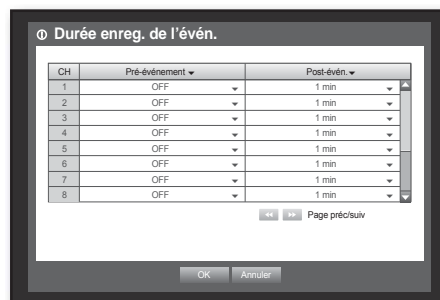 Durée enreg. de l'évén.
CH Pré-événement Post-évén.
1 OFF 1 min
2 OFF 1 min
3 OFF 1 min
4 OFF 1 min
5 OFF 1 min
6 OFF 1 min
7 OFF 1 min
8 OFF 1 min
Page préc/suiv
OK Annuler